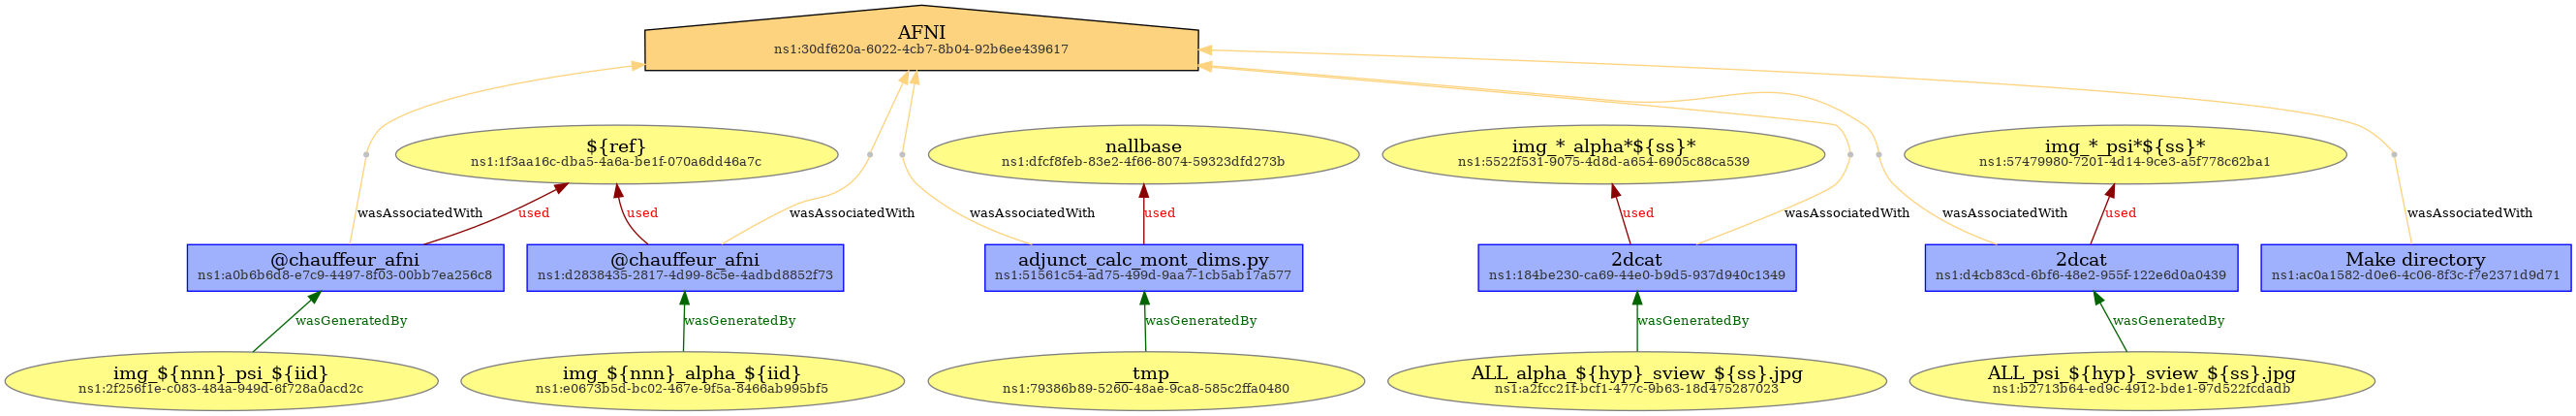 AFNI
ns1:30df620a-6022-4cb7-8b04-92b6ee439617
${ref}
ns1:1f3aa16c-dba5-4a6a-be1f-070a6dd46a7c
nallbase
ns1:dfcf8feb-83e2-4f66-8074-59323dfd273b
img_*_alpha*${ss}*
ns1:5522f531-9075-4d8d-a654-6905c88ca539
img_*_psi*${ss}*
ns1:57479980-7201-4d14-9ce3-a5f778c62ba1
wasAssociatedWith
used
used
wasAssociatedWith
wasAssociatedWith
used
used
wasAssociatedWith
wasAssociatedWith
used
wasAssociatedWith
@chauffeur_afni
ns1:a0b6b6d8-e7c9-4497-8f03-00bb7ea256c8
@chauffeur_afni
ns1:d2838435-2817-4d99-8c5e-4adbd8852f73
adjunct_calc_mont_dims.py
ns1:51561c54-ad75-499d-9aa7-1cb5ab17a577
2dcat
ns1:184be230-ca69-44e0-b9d5-937d940c1349
2dcat
ns1:d4cb83cd-6bf6-48e2-955f-122e6d0a0439
Make directory
ns1:ac0a1582-d0e6-4c06-8f3c-f7e2371d9d71
wasGeneratedBy
wasGeneratedBy
wasGeneratedBy
wasGeneratedBy
wasGeneratedBy
img_${nnn}_psi_${iid}
ns1:2f256f1e-c083-484a-949d-6f728a0acd2c
img_${nnn}_alpha_${iid}
ns1:e0673b5d-bc02-467e-9f5a-8466ab995bf5
__tmp_
ns1:79386b89-5260-48ae-9ca8-585c2ffa0480
ALL_alpha_${hyp}_sview_${ss}.jpg
ns1:a2fcc21f-bcf1-477c-9b63-18d475287023
ALL_psi_${hyp}_sview_${ss}.jpg
ns1:b2713b64-ed9c-4912-bde1-97d522fcdadb